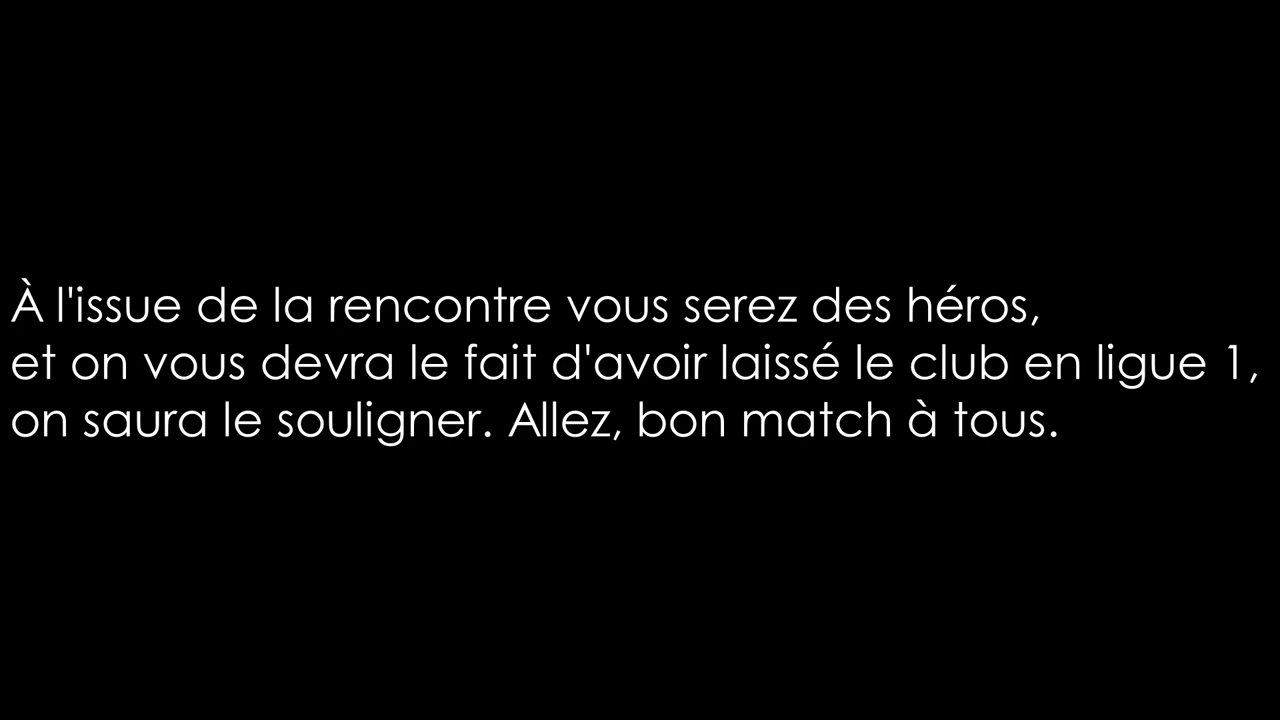 À l'issue de la rencontre vous serez des héros,
et on vous devra le fait d'avoir laissé le club en ligue 1,
on saura le souligner. Allez, bon match à tous.